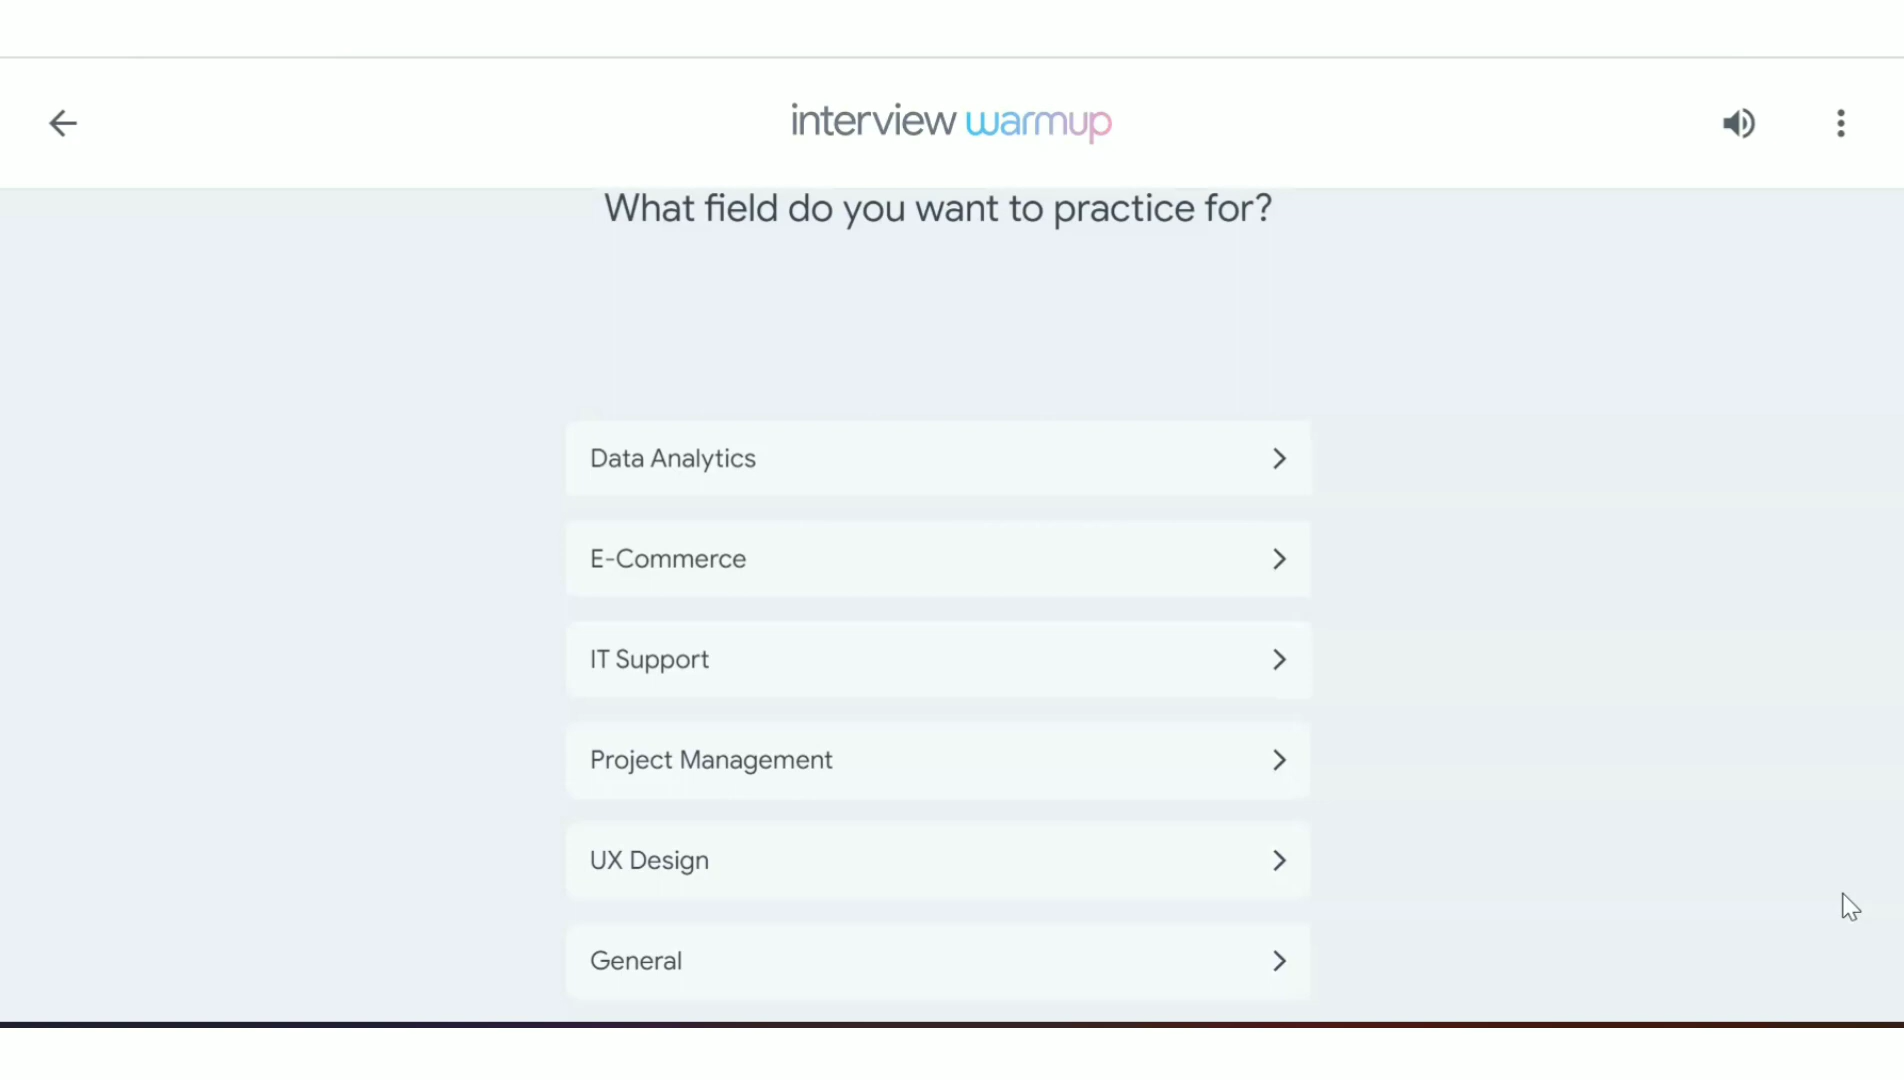 interview warmup
What field do you want to practice for?
Data Analytics
E-Commerce
IT Support
Project Management
UX Design
General